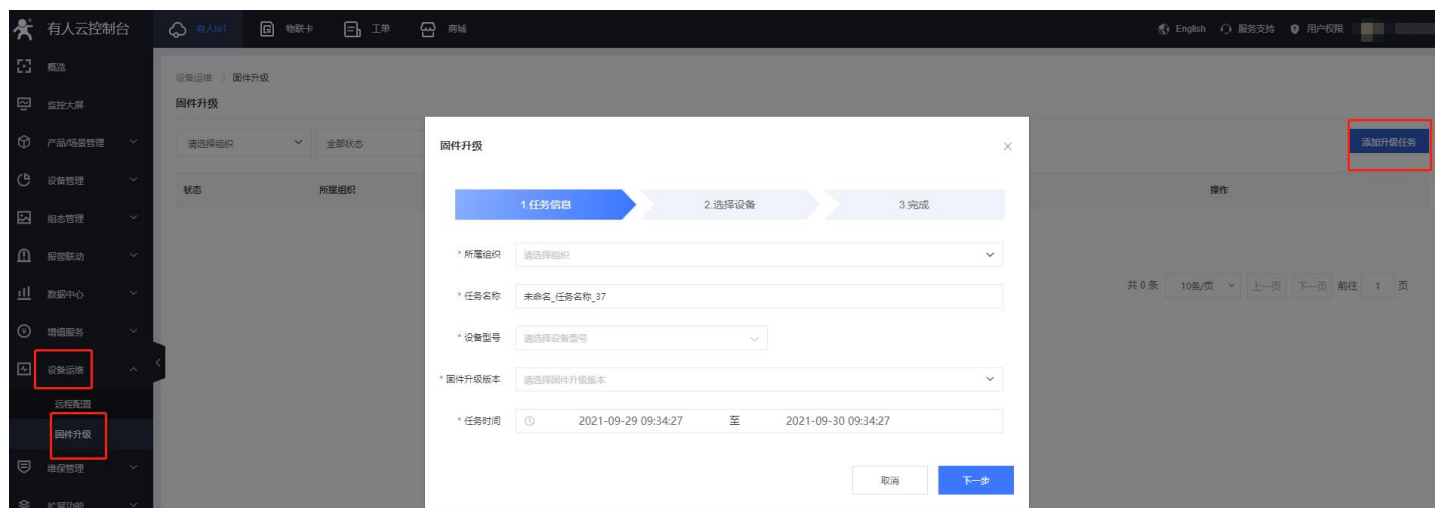 有人云控制台
有人IoT 物联卡 工单 商城
English 服务支持 用户权限
概览
监控大屏
产品/场景管理
设备管理
组态管理
报警联动
数据中心
增值服务
设备运维
远程配置
固件升级
维保管理
扩展功能
设备运维 > 固件升级
固件升级
请选择组织 全部状态
添加升级任务
状态 所属组织 操作
共0条 10条/页 上一页 下一页 前往 1 页
固件升级
1.任务信息 2.选择设备 3.完成
* 所属组织 请选择组织
* 任务名称 未命名_任务名称_37
* 设备型号 请选择设备型号
* 固件升级版本 请选择固件升级版本
* 任务时间 2021-09-29 09:34:27 至 2021-09-30 09:34:27
取消 下一步